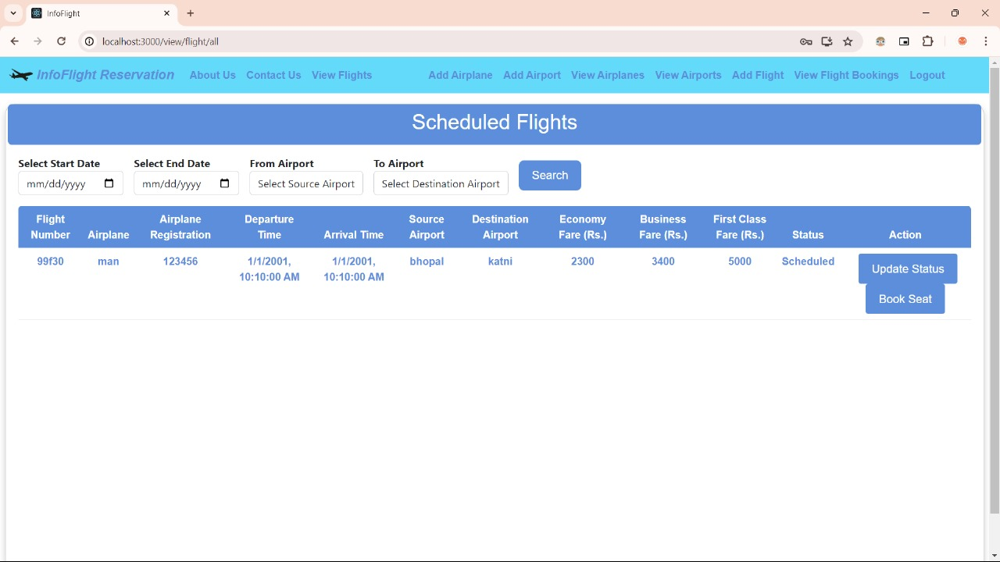 InfoFlight
localhost:3000/view/flight/all
InfoFlight Reservation About Us Contact Us View Flights Add Airplane Add Airport View Airplanes View Airports Add Flight View Flight Bookings Logout
Scheduled Flights
Select Start Date Select End Date From Airport To Airport
mm/dd/yyyy mm/dd/yyyy Select Source Airport Select Destination Airport Search
Flight Airplane Departure Source Destination Economy Business First Class
Number Airplane Registration Time Arrival Time Airport Airport Fare (Rs.) Fare (Rs.) Fare (Rs.) Status Action
99f30 man 123456 1/1/2001, 1/1/2001, bhopal katni 2300 3400 5000 Scheduled Update Status
10:10:00 AM 10:10:00 AM
Book Seat